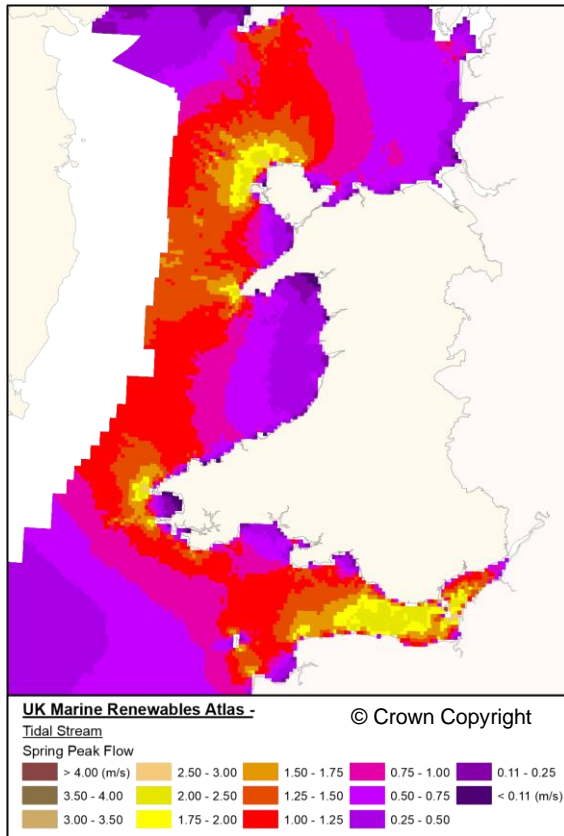 UK Marine Renewables Atlas -
© Crown Copyright
Tidal Stream
Spring Peak Flow
> 4.00 (m/s) 2.50 - 3.00 1.50 - 1.75 0.75 - 1.00 0.11 - 0.25
3.50 - 4.00 2.00 - 2.50 1.25 - 1.50 0.50 - 0.75 < 0.11 (m/s)
3.00 - 3.50 1.75 - 2.00 1.00 - 1.25 0.25 - 0.50